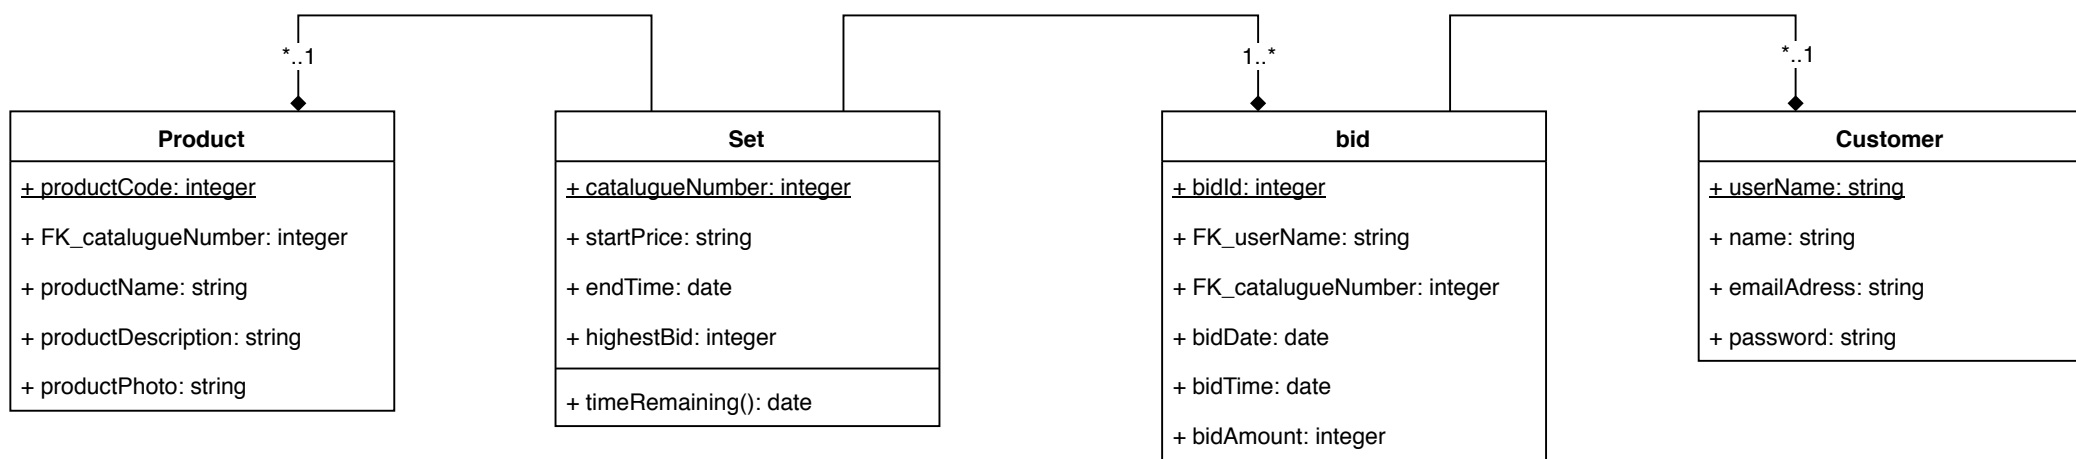 *..1
1..*
*..1
Product
+ productCode: integer
+ FK_catalugueNumber: integer
+ productName: string
+ productDescription: string
+ productPhoto: string
Set
+ catalugueNumber: integer
+ startPrice: string
+ endTime: date
+ highestBid: integer
+ timeRemaining(): date
bid
+ bidId: integer
+ FK_userName: string
+ FK_catalugueNumber: integer
+ bidDate: date
+ bidTime: date
+ bidAmount: integer
Customer
+ userName: string
+ name: string
+ emailAdress: string
+ password: string